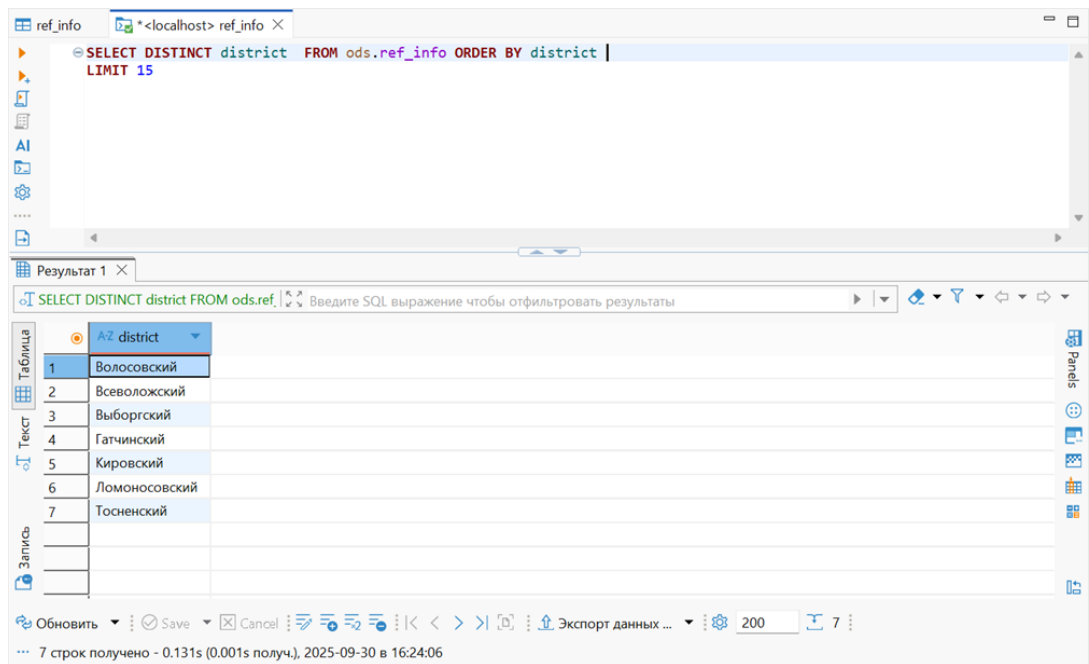 ref_info
*<localhost> ref_info
SELECT DISTINCT district FROM ods.ref_info ORDER BY district
LIMIT 15
AI
Результат 1
SELECT DISTINCT district FROM ods.ref_
Введите SQL выражение чтобы отфильтровать результаты
Таблица
Текст
Запись
A-Z district
1 Волосовский
2 Всеволожский
3 Выборгский
4 Гатчинский
5 Кировский
6 Ломоносовский
7 Тосненский
Panels
Обновить Save Cancel Экспорт данных ... 200 7
7 строк получено - 0.131s (0.001s получ.), 2025-09-30 в 16:24:06